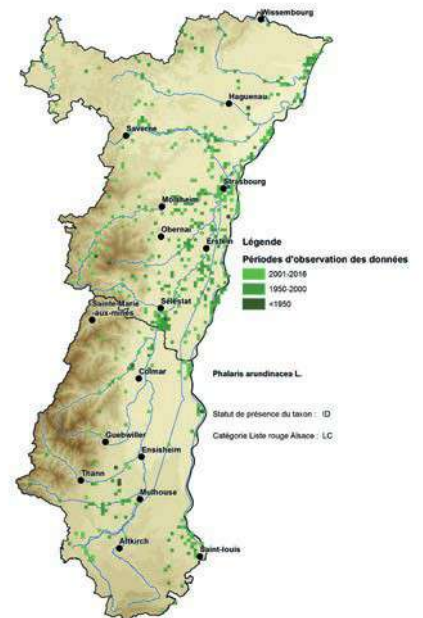 Wissembourg
Haguenau
Saverne
Strasbourg
Molsheim
Obernai
Erstein
Légende
Périodes d'observation des données
2001-2016
1950-2000
<1950
Sélestat
Sainte-Marie
-aux-mines
Phalaris arundinacea L.
Colmar
Statut de présence du taxon : ID
Catégorie Liste rouge Alsace : LC
Guebwiller
Ensisheim
Thann
Mulhouse
Altkirch
Saint-louis